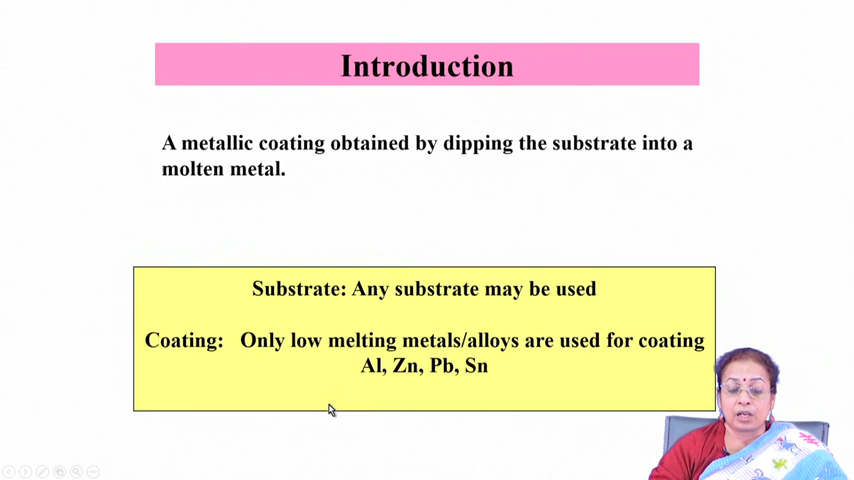 Introduction
A metallic coating obtained by dipping the substrate into a
molten metal.
Substrate: Any substrate may be used
Coating: Only low melting metals/alloys are used for coating
Al, Zn, Pb, Sn